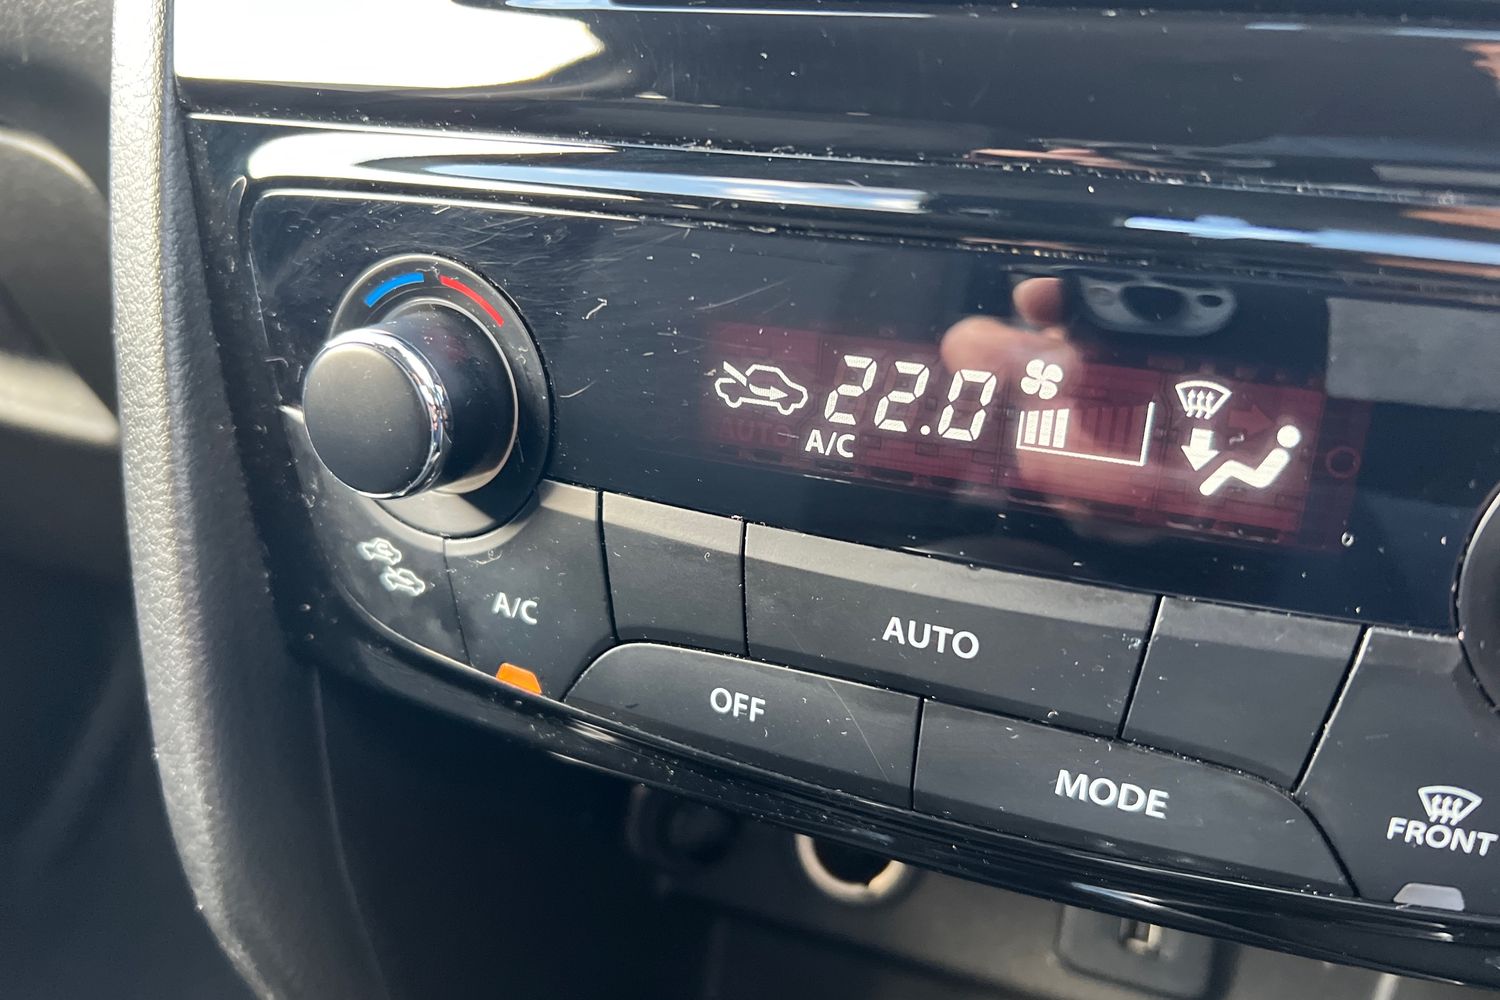 22.0
A/C
A/C
AUTO
OFF
MODE
FRONT